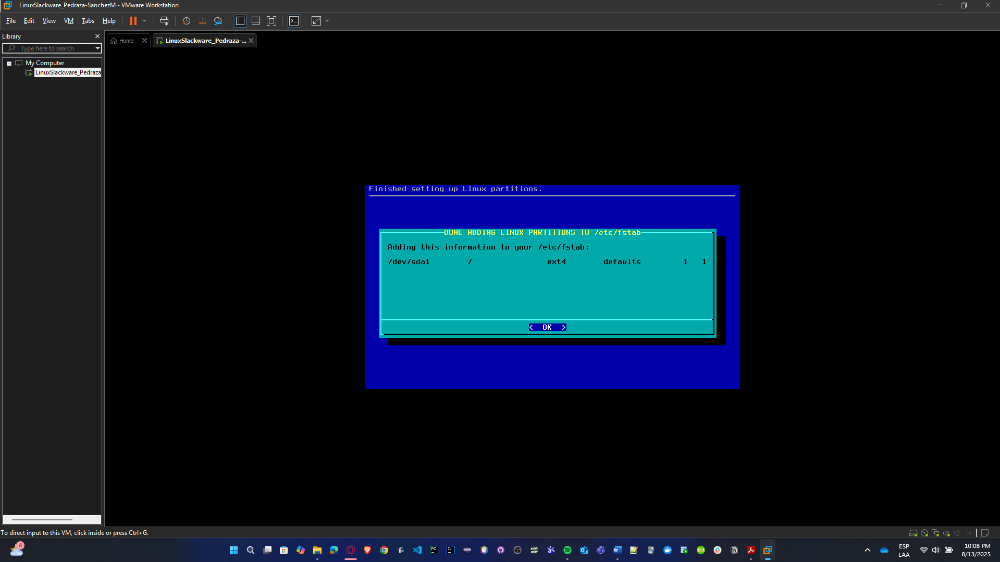 LinuxSlackware_Pedraza-SanchezM - VMware Workstation
File Edit View VM Tabs Help
Library
Home
LinuxSlackware_Pedraza-...
Type here to search
My Computer
LinuxSlackware_Pedraza
Finished setting up Linux partitions.
DONE ADDING LINUX PARTITIONS TO /etc/fstab
Adding this information to your /etc/fstab:
/dev/sda1 / ext4 defaults 1 1
< OK >
To direct input to this VM, click inside or press Ctrl+G.
4
ESP
LAA
10:08 PM
8/13/2025